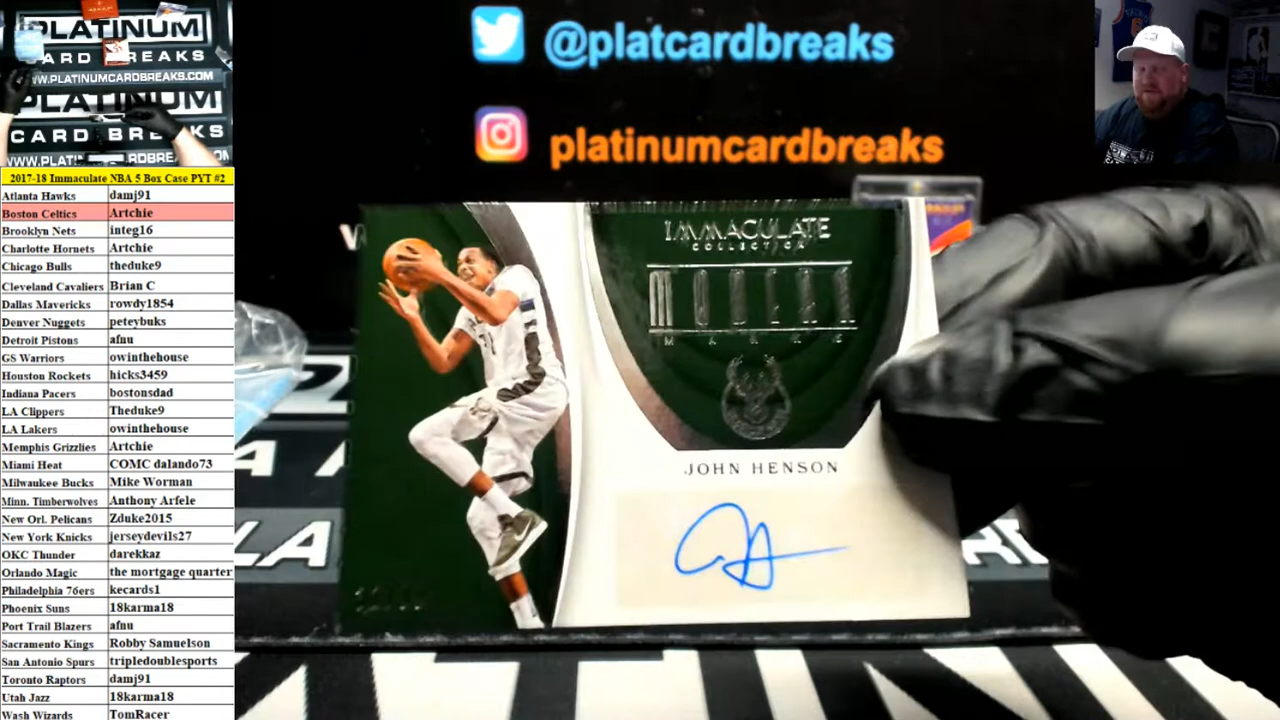 PLATINUM
CARD BREAKS
WWW.PLATINUMCARDBREAKS.COM
PLATINUM
CARD BREAKS
@platcardbreaks
platinumcardbreaks
2017-18 Immaculate NBA 5 Box Case PYT #2
Atlanta Hawks damj91
Boston Celtics Artchie
Brooklyn Nets integ16
Charlotte Hornets Artchie
Chicago Bulls theduke9
Cleveland Cavaliers Brian C
Dallas Mavericks rowdy1854
Denver Nuggets peteybuks
Detroit Pistons afnu
GS Warriors owinthehouse
Houston Rockets hicks3459
Indiana Pacers bostonsdad
LA Clippers Theduke9
LA Lakers owinthehouse
Memphis Grizzlies Artchie
Miami Heat COMC dalando73
Milwaukee Bucks Mike Worman
Minn. Timberwolves Anthony Arfele
New Orl. Pelicans Zduke2015
New York Knicks jerseydevils27
OKC Thunder darekkaz
Orlando Magic the mortgage quarter
Philadelphia 76ers kecards1
Phoenix Suns 18karma18
Port Trail Blazers afnu
Sacramento Kings Robby Samuelson
San Antonio Spurs tripledoublesports
Toronto Raptors damj91
Utah Jazz 18karma18
Wash Wizards TomRacer
IMMACULATE
COLLECTION
MARKS
JOHN HENSON